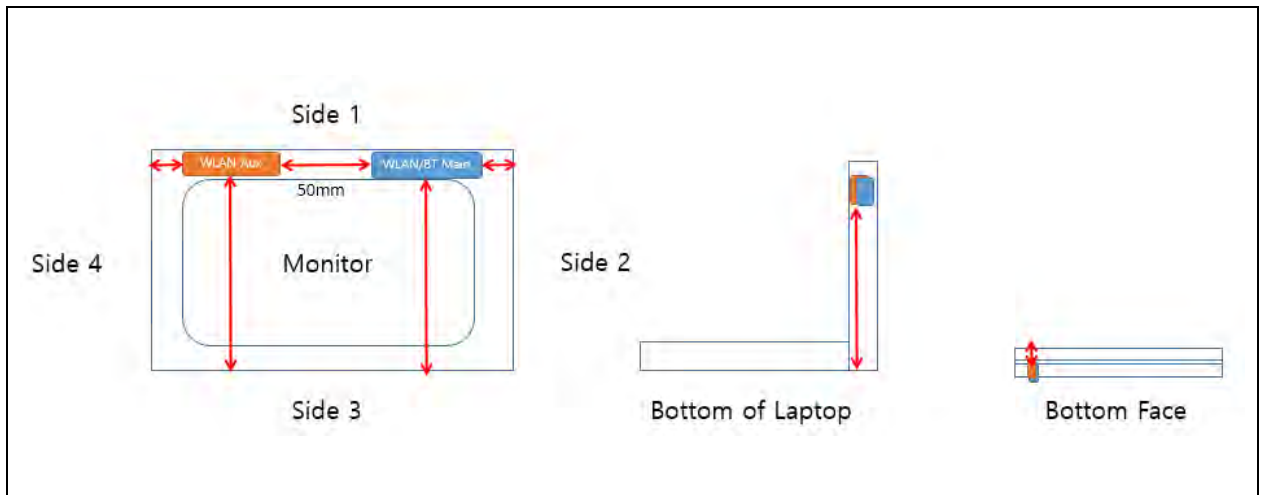 Side 1
WLAN Aux
WLAN/BT Main
50mm
Side 4
Monitor
Side 2
Side 3
Bottom of Laptop
Bottom Face